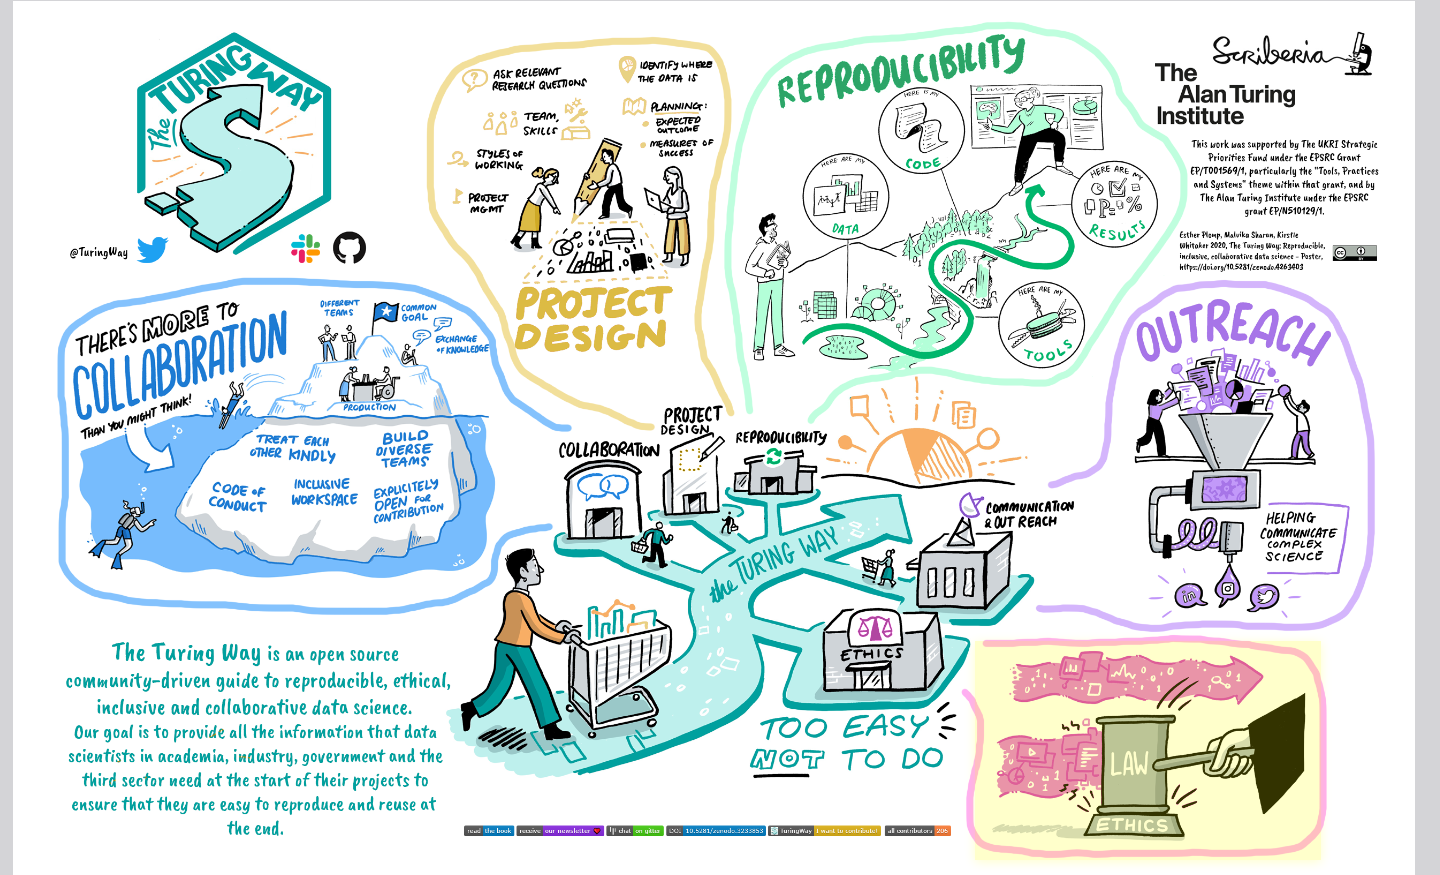 The
TURING WAY
@TuringWay
ASK RELEVANT
RESEARCH QUESTIONS
TEAM,
SKILLS
STYLES OF
WORKING
PROJECT
MGMT
IDENTIFY WHERE
THE DATA IS
PLANNING:
EXPECTED
OUTCOME
MEASURES OF
SUCCESS
PROJECT
DESIGN
REPRODUCIBILITY
HERE IS MY
CODE
HERE ARE MY
DATA
HERE ARE MY
RESULTS
HERE ARE MY
TOOLS
Scriberia
The
Alan Turing
Institute
This work was supported by The UKRI Strategic
Priorities Fund under the EPSRC Grant
EP/T001569/1, particularly the "Tools, Practices
and Systems" theme within that grant, and by
The Alan Turing Institute under the EPSRC
grant EP/N510129/1.
Esther Plomp, Malvika Sharan, Kirstie
Whitaker 2020, The Turing Way: Reproducible,
inclusive, collaborative data science - Poster,
https://doi.org/10.5281/zenodo.4263403
cc
BY
THERE'S MORE TO
COLLABORATION
THAN YOU MIGHT THINK!
DIFFERENT
TEAMS
COMMON
GOAL
EXCHANGE
OF KNOWLEDGE
PRODUCTION
TREAT EACH
OTHER KINDLY
BUILD
DIVERSE
TEAMS
CODE OF
CONDUCT
INCLUSIVE
WORKSPACE
EXPLICITELY
OPEN FOR
CONTRIBUTION
OUTREACH
HELPING
COMMUNICATE
COMPLEX
SCIENCE
in
COLLABORATION
PROJECT
DESIGN
REPRODUCIBILITY
COMMUNICATION
& OUT REACH
the TURING WAY
ETHICS
TOO EASY
NOT TO DO
The Turing Way is an open source
community-driven guide to reproducible, ethical,
inclusive and collaborative data science.
Our goal is to provide all the information that data
scientists in academia, industry, government and the
third sector need at the start of their projects to
ensure that they are easy to reproduce and reuse at
the end.
LAW
ETHICS
read the book receive our newsletter chat on gitter DOI 10.5281/zenodo.3233853 TuringWay I want to contribute! all contributors 206